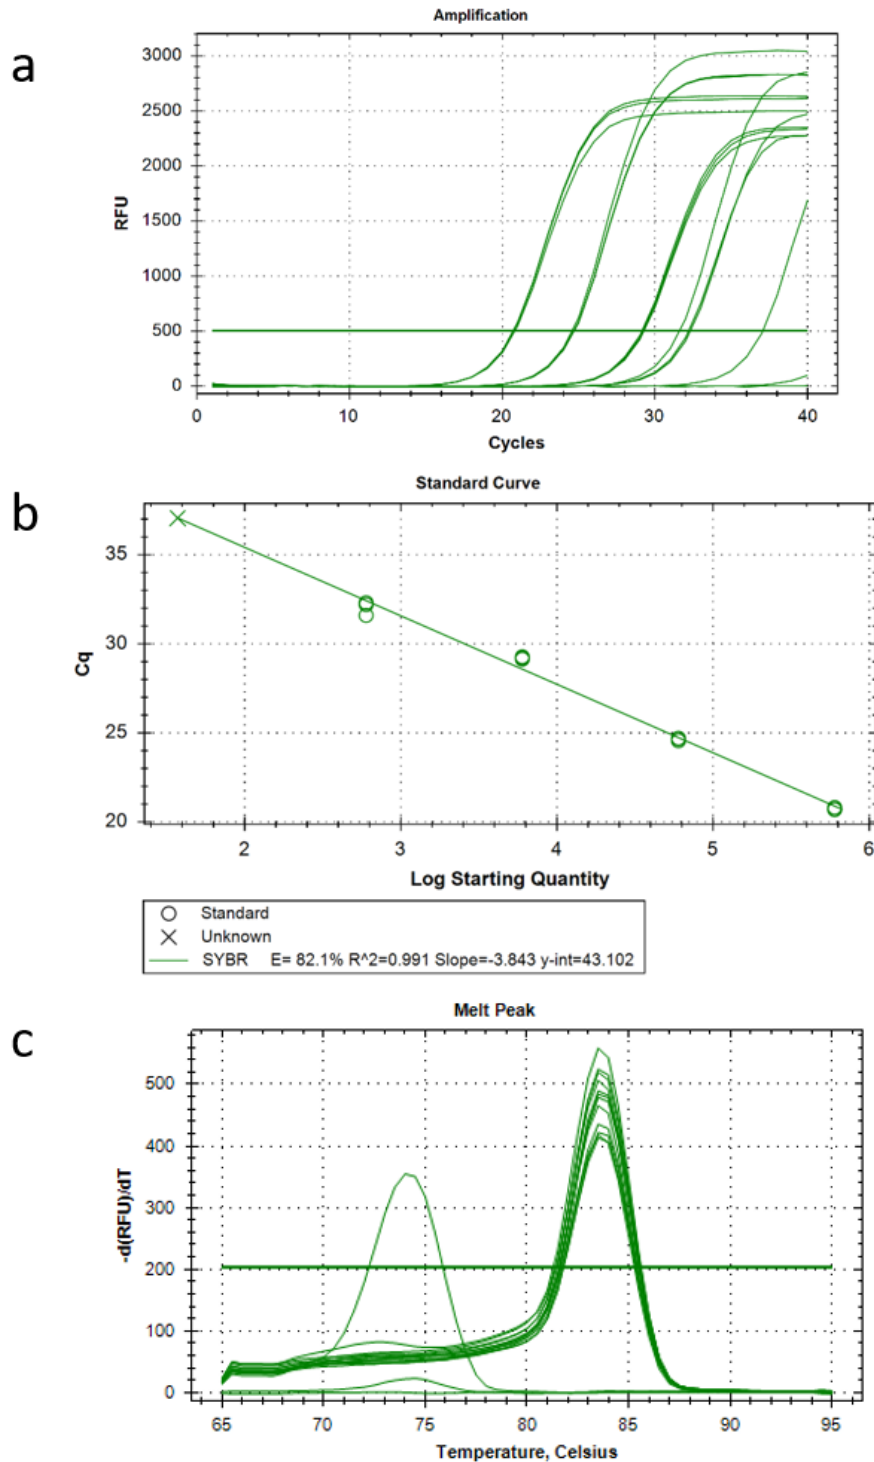 a
Amplification
3000
2500
2000
1500
1000
500
0
RFU
0 10 20 30 40
Cycles
b
Standard Curve
35
30
25
20
Cq
2 3 4 5 6
Log Starting Quantity
Standard
Unknown
SYBR E= 82.1% R^2=0.991 Slope=-3.843 y-int=43.102
c
Melt Peak
500
400
300
200
100
0
-d(RFU)/dT
65 70 75 80 85 90 95
Temperature, Celsius